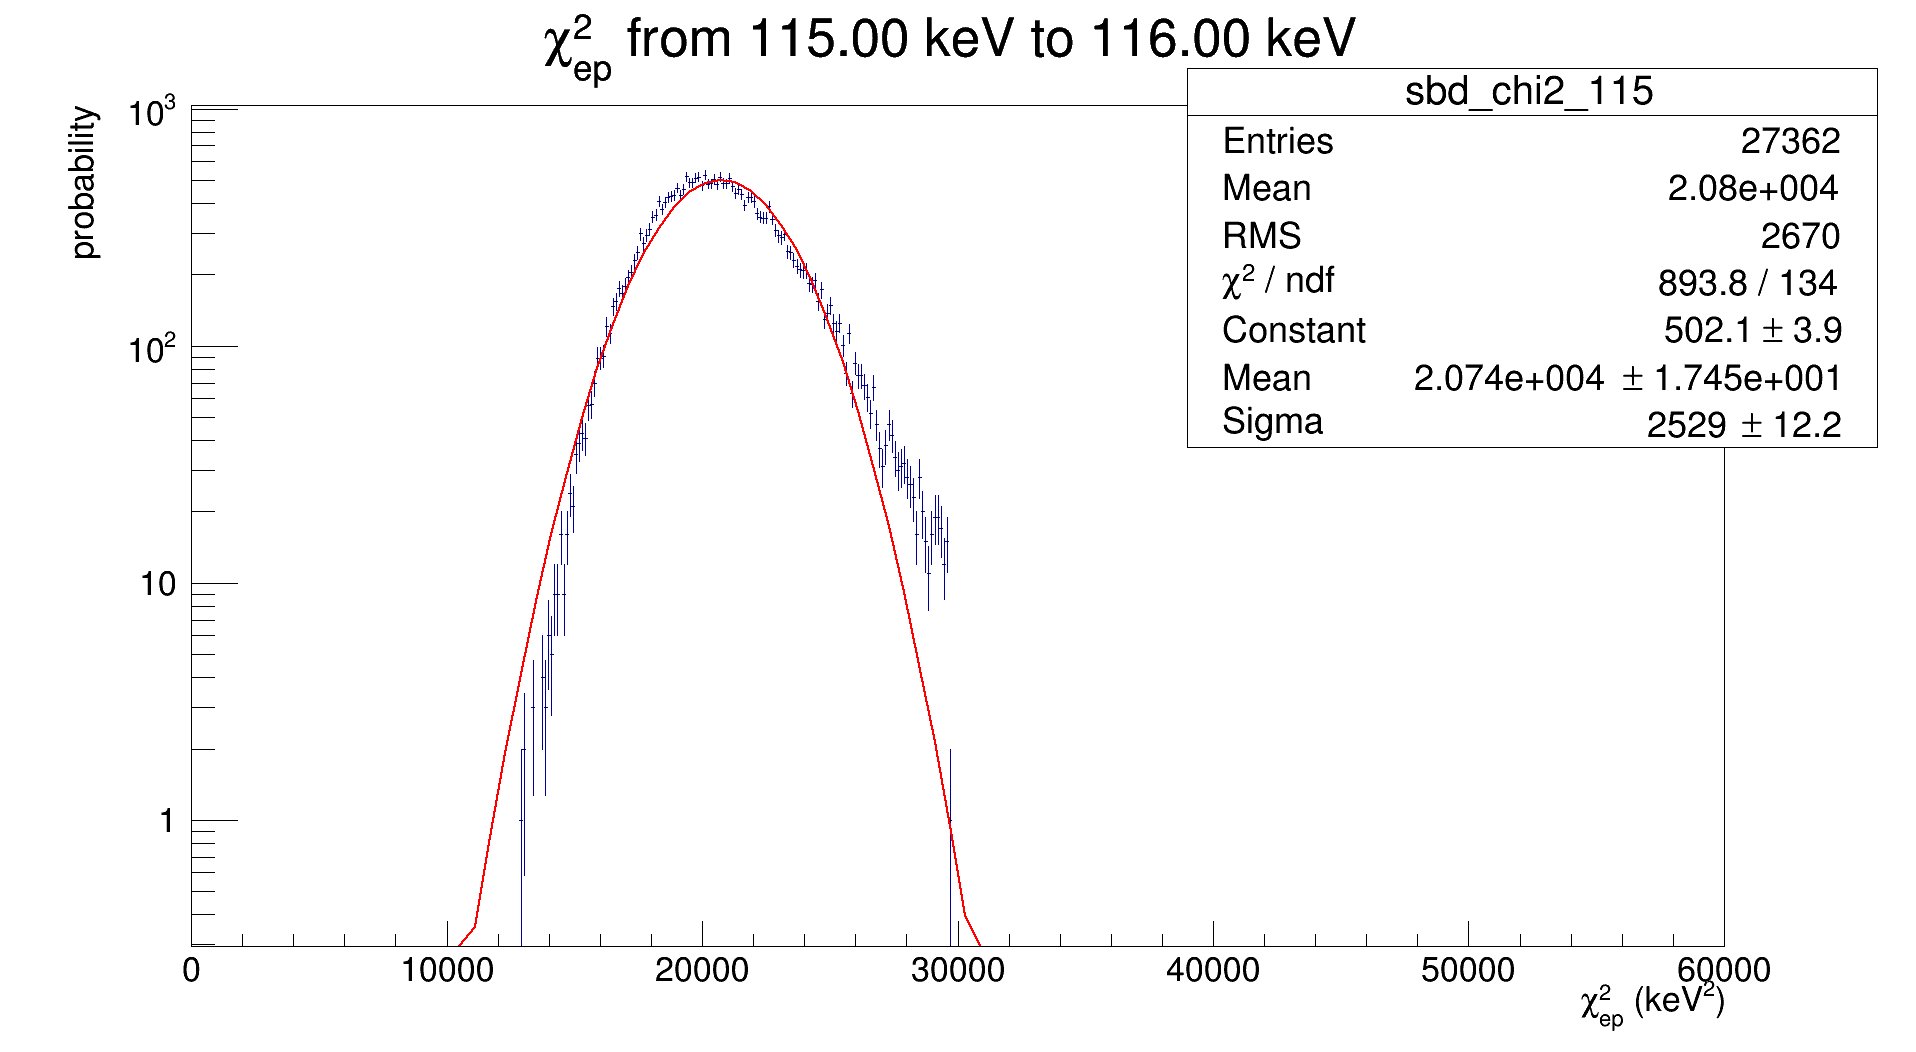 χ²ep from 115.00 keV to 116.00 keV
sbd_chi2_115
Entries 27362
Mean 2.08e+004
RMS 2670
χ² / ndf 893.8 / 134
Constant 502.1 ± 3.9
Mean 2.074e+004 ± 1.745e+001
Sigma 2529 ± 12.2
probability
10³
10²
10
1
0 10000 20000 30000 40000 50000 60000
χ²ep (keV²)